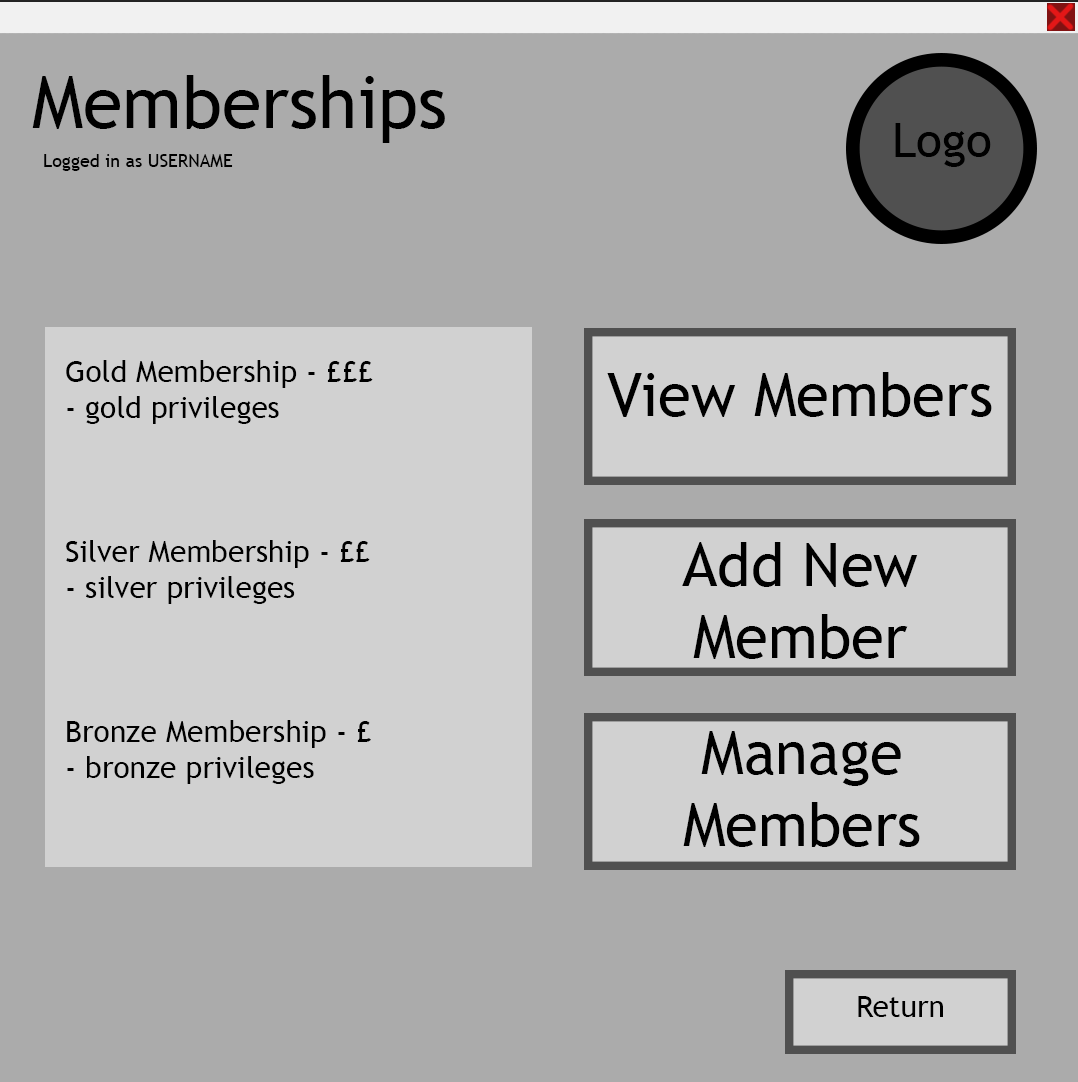 Memberships
Logged in as USERNAME
Logo
Gold Membership - £££
- gold privileges
Silver Membership - ££
- silver privileges
Bronze Membership - £
- bronze privileges
View Members
Add New
Member
Manage
Members
Return